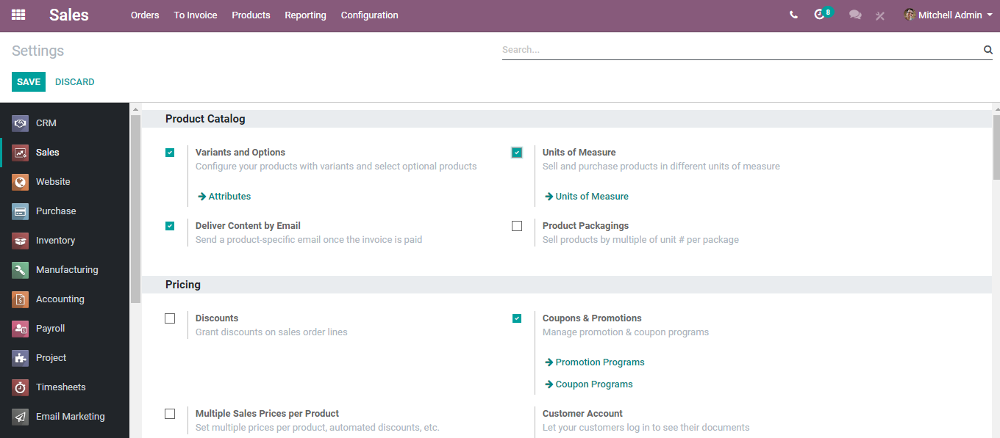 Sales
Orders
To Invoice
Products
Reporting
Configuration
8
Mitchell Admin
Settings
Search...
SAVE
DISCARD
CRM
Sales
Website
Purchase
Inventory
Manufacturing
Accounting
Payroll
Project
Timesheets
Email Marketing
Product Catalog
Variants and Options
Configure your products with variants and select optional products
Attributes
Units of Measure
Sell and purchase products in different units of measure
Units of Measure
Deliver Content by Email
Send a product-specific email once the invoice is paid
Product Packagings
Sell products by multiple of unit # per package
Pricing
Discounts
Grant discounts on sales order lines
Coupons & Promotions
Manage promotion & coupon programs
Promotion Programs
Coupon Programs
Multiple Sales Prices per Product
Set multiple prices per product, automated discounts, etc.
Customer Account
Let your customers log in to see their documents